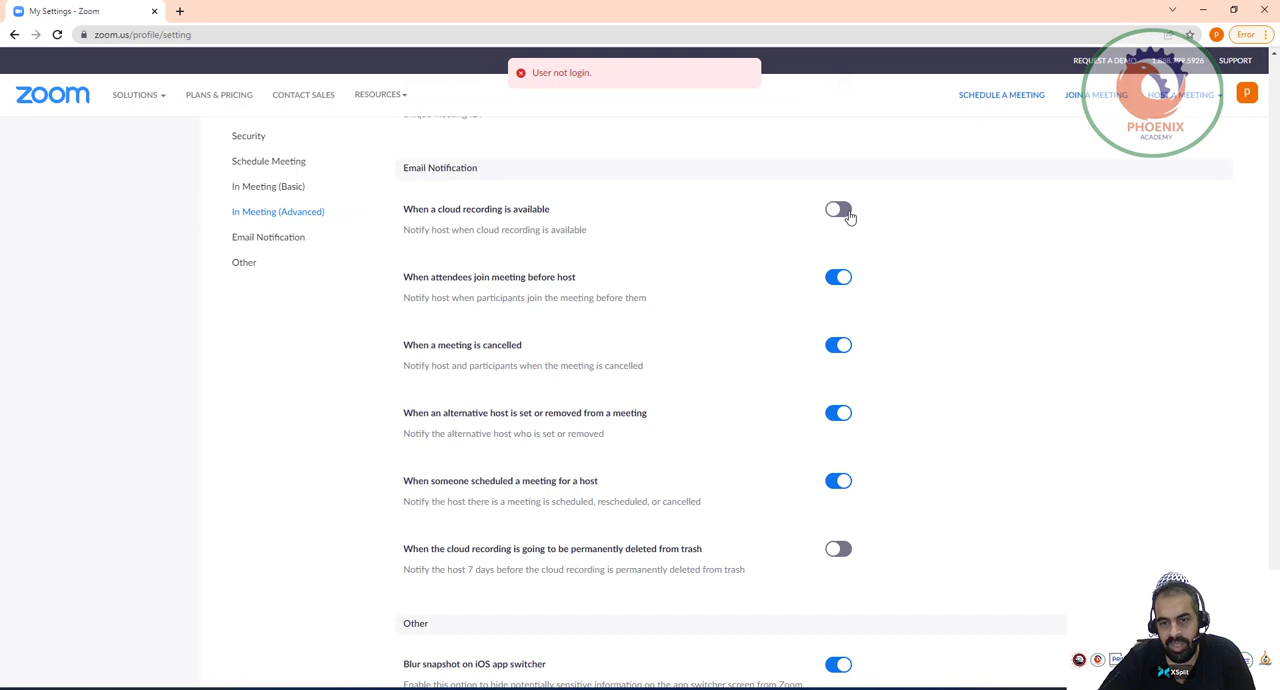 My Settings - Zoom
zoom.us/profile/setting
P
Error
REQUEST A DEMO 1.888.799.5926 SUPPORT
User not login.
zoom
SOLUTIONS
PLANS & PRICING
CONTACT SALES
RESOURCES
SCHEDULE A MEETING
JOIN A MEETING
HOST A MEETING
P
PHOENIX
ACADEMY
Security
Schedule Meeting
In Meeting (Basic)
In Meeting (Advanced)
Email Notification
Other
Email Notification
When a cloud recording is available
Notify host when cloud recording is available
When attendees join meeting before host
Notify host when participants join the meeting before them
When a meeting is cancelled
Notify host and participants when the meeting is cancelled
When an alternative host is set or removed from a meeting
Notify the alternative host who is set or removed
When someone scheduled a meeting for a host
Notify the host there is a meeting is scheduled, rescheduled, or cancelled
When the cloud recording is going to be permanently deleted from trash
Notify the host 7 days before the cloud recording is permanently deleted from trash
Other
Blur snapshot on iOS app switcher
Enable this option to hide potentially sensitive information on the app switcher screen from Zoom
XSplit